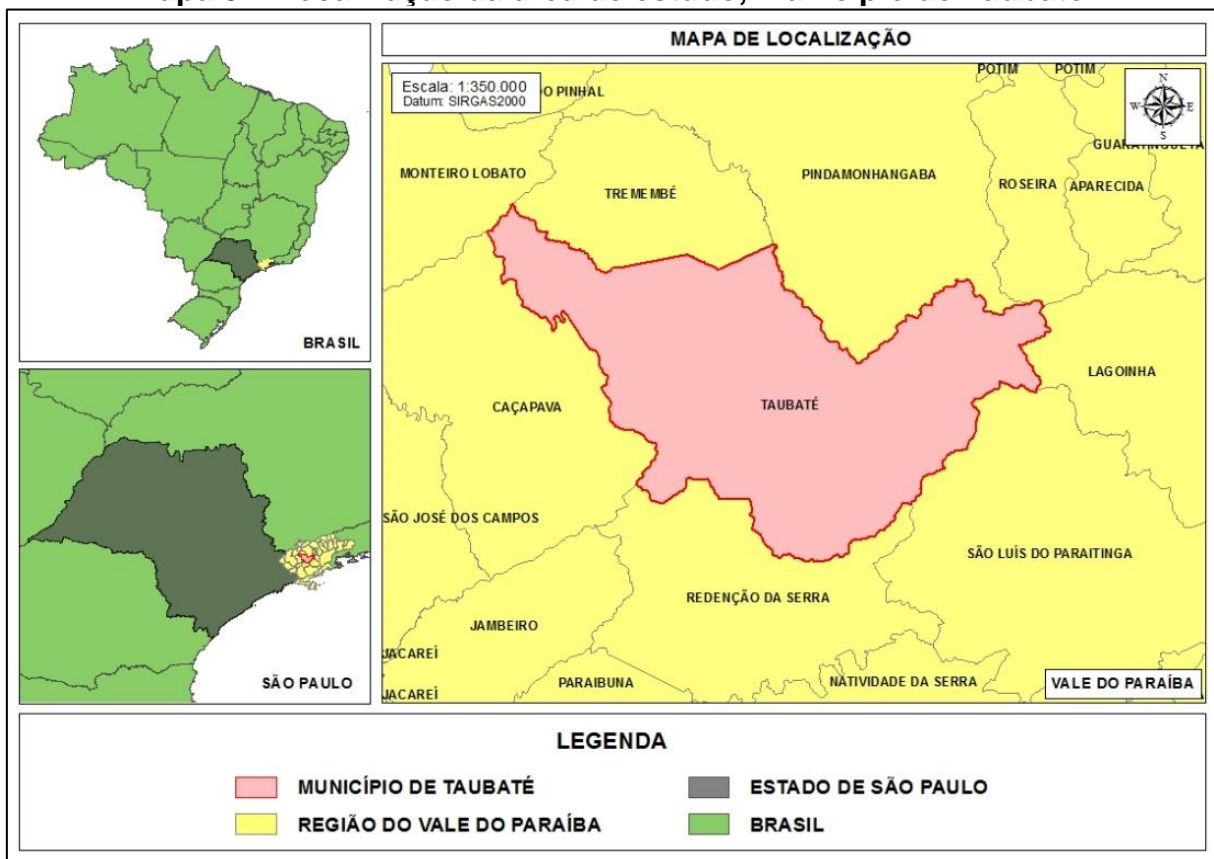 BRASIL
SÃO PAULO
MAPA DE LOCALIZAÇÃO
Escala: 1:350.000
Datum: SIRGAS2000
DO PINHAL
POTIM
POTIM
N
W
E
S
GUARATINGUETA
MONTEIRO LOBATO
TREMEMBÉ
PINDAMONHANGABA
ROSEIRA
APARECIDA
LAGOINHA
CAÇAPAVA
TAUBATÉ
SÃO JOSÉ DOS CAMPOS
SÃO LUÍS DO PARAITINGA
REDENÇÃO DA SERRA
JAMBEIRO
JACAREÍ
PARAIBUNA
NATIVIDADE DA SERRA
JACAREÍ
VALE DO PARAÍBA
LEGENDA
MUNICÍPIO DE TAUBATÉ
ESTADO DE SÃO PAULO
REGIÃO DO VALE DO PARAÍBA
BRASIL